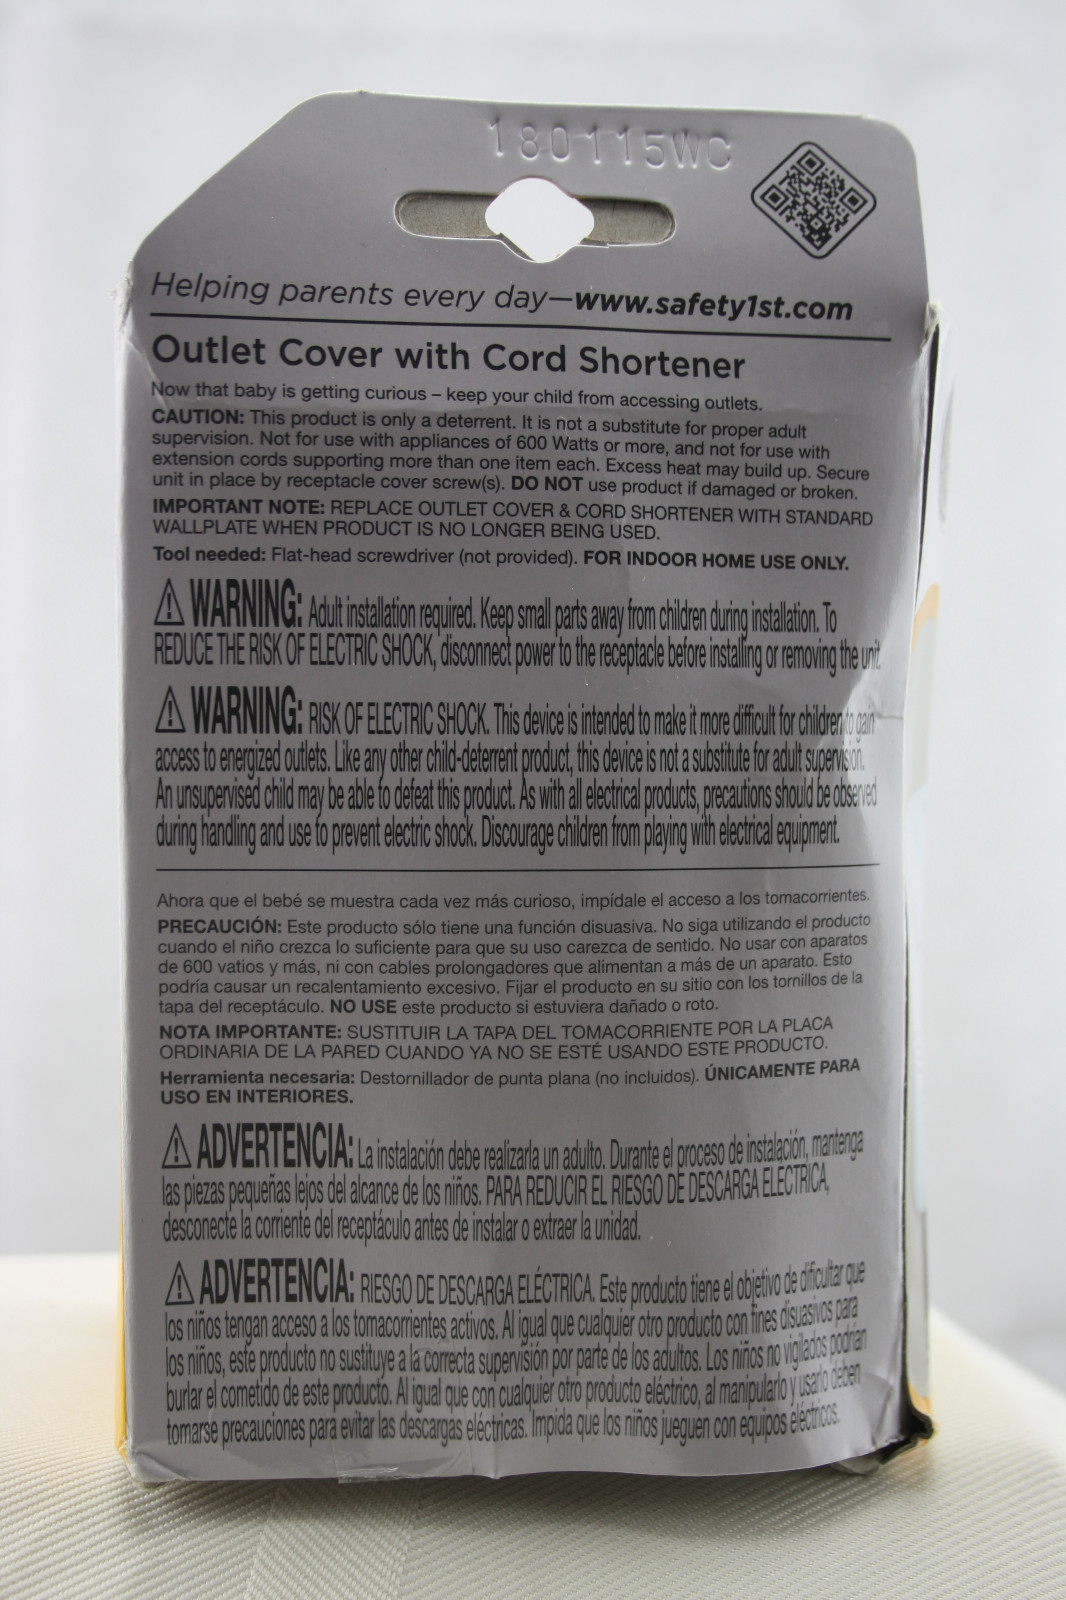 180115WC
Helping parents every day—www.safety1st.com
Outlet Cover with Cord Shortener
Now that baby is getting curious – keep your child from accessing outlets.
CAUTION: This product is only a deterrent. It is not a substitute for proper adult
supervision. Not for use with appliances of 600 Watts or more, and not for use with
extension cords supporting more than one item each. Excess heat may build up. Secure
unit in place by receptacle cover screw(s). DO NOT use product if damaged or broken.
IMPORTANT NOTE: REPLACE OUTLET COVER & CORD SHORTENER WITH STANDARD
WALLPLATE WHEN PRODUCT IS NO LONGER BEING USED.
Tool needed: Flat-head screwdriver (not provided). FOR INDOOR HOME USE ONLY.
⚠ WARNING: Adult installation required. Keep small parts away from children during installation. To
REDUCE THE RISK OF ELECTRIC SHOCK, disconnect power to the receptacle before installing or removing the unit.
⚠ WARNING: RISK OF ELECTRIC SHOCK. This device is intended to make it more difficult for children to gain
access to energized outlets. Like any other child-deterrent product, this device is not a substitute for adult supervision.
An unsupervised child may be able to defeat this product. As with all electrical products, precautions should be observed
during handling and use to prevent electric shock. Discourage children from playing with electrical equipment.
Ahora que el bebé se muestra cada vez más curioso, impídale el acceso a los tomacorrientes.
PRECAUCIÓN: Este producto sólo tiene una función disuasiva. No siga utilizando el producto
cuando el niño crezca lo suficiente para que su uso carezca de sentido. No usar con aparatos
de 600 vatios y más, ni con cables prolongadores que alimentan a más de un aparato. Esto
podría causar un recalentamiento excesivo. Fijar el producto en su sitio con los tornillos de la
tapa del receptáculo. NO USE este producto si estuviera dañado o roto.
NOTA IMPORTANTE: SUSTITUIR LA TAPA DEL TOMACORRIENTE POR LA PLACA
ORDINARIA DE LA PARED CUANDO YA NO SE ESTÉ USANDO ESTE PRODUCTO.
Herramienta necesaria: Destornillador de punta plana (no incluidos). ÚNICAMENTE PARA
USO EN INTERIORES.
⚠ ADVERTENCIA: La instalación debe realizarla un adulto. Durante el proceso de instalación, mantenga
las piezas pequeñas lejos del alcance de los niños. PARA REDUCIR EL RIESGO DE DESCARGA ELÉCTRICA,
desconecte la corriente del receptáculo antes de instalar o extraer la unidad.
⚠ ADVERTENCIA: RIESGO DE DESCARGA ELÉCTRICA. Este producto tiene el objetivo de dificultar que
los niños tengan acceso a los tomacorrientes activos. Al igual que cualquier otro producto con fines disuasivos para
los niños, este producto no sustituye a la correcta supervisión por parte de los adultos. Los niños no vigilados podrían
burlar el cometido de este producto. Al igual que con cualquier otro producto eléctrico, al manipularlo y usarlo deben
tomarse precauciones para evitar las descargas eléctricas. Impida que los niños jueguen con equipos eléctricos.